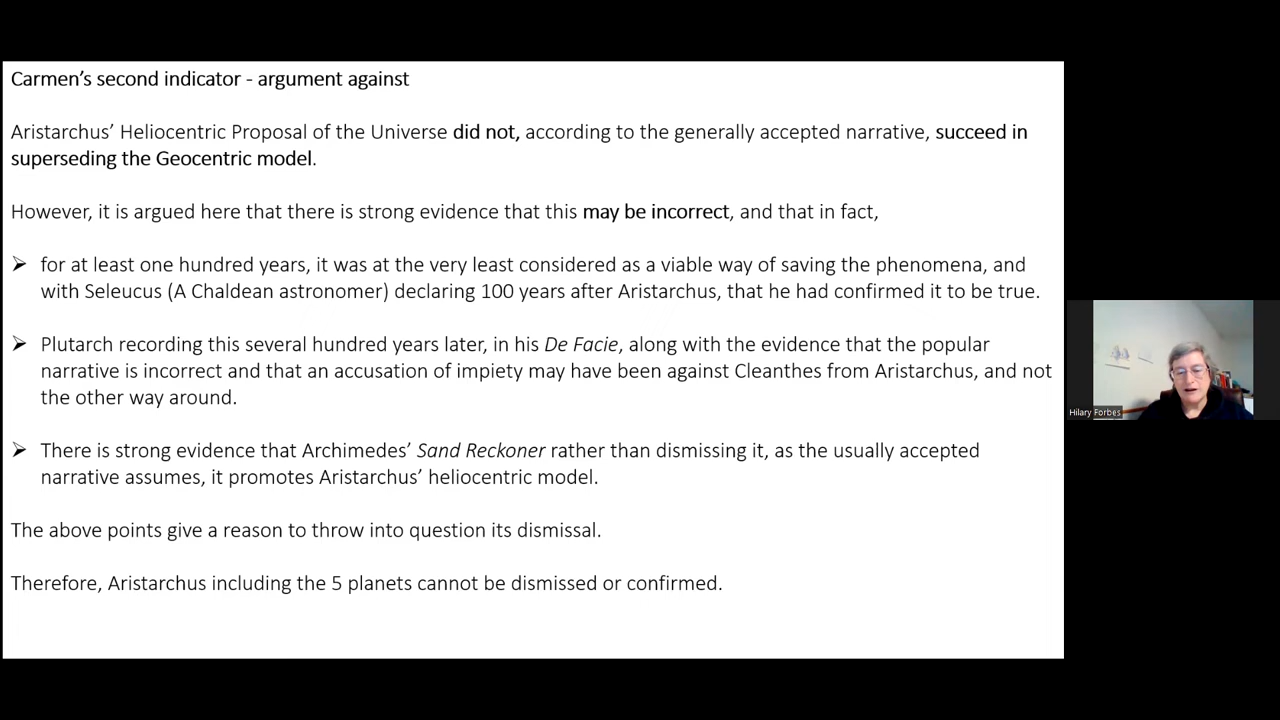 Carmen’s second indicator - argument against
Aristarchus’ Heliocentric Proposal of the Universe did not, according to the generally accepted narrative, succeed in
superseding the Geocentric model.
However, it is argued here that there is strong evidence that this may be incorrect, and that in fact,
➢ for at least one hundred years, it was at the very least considered as a viable way of saving the phenomena, and
with Seleucus (A Chaldean astronomer) declaring 100 years after Aristarchus, that he had confirmed it to be true.
➢ Plutarch recording this several hundred years later, in his De Facie, along with the evidence that the popular
narrative is incorrect and that an accusation of impiety may have been against Cleanthes from Aristarchus, and not
the other way around.
➢ There is strong evidence that Archimedes’ Sand Reckoner rather than dismissing it, as the usually accepted
narrative assumes, it promotes Aristarchus’ heliocentric model.
The above points give a reason to throw into question its dismissal.
Therefore, Aristarchus including the 5 planets cannot be dismissed or confirmed.
Hilary Forbes